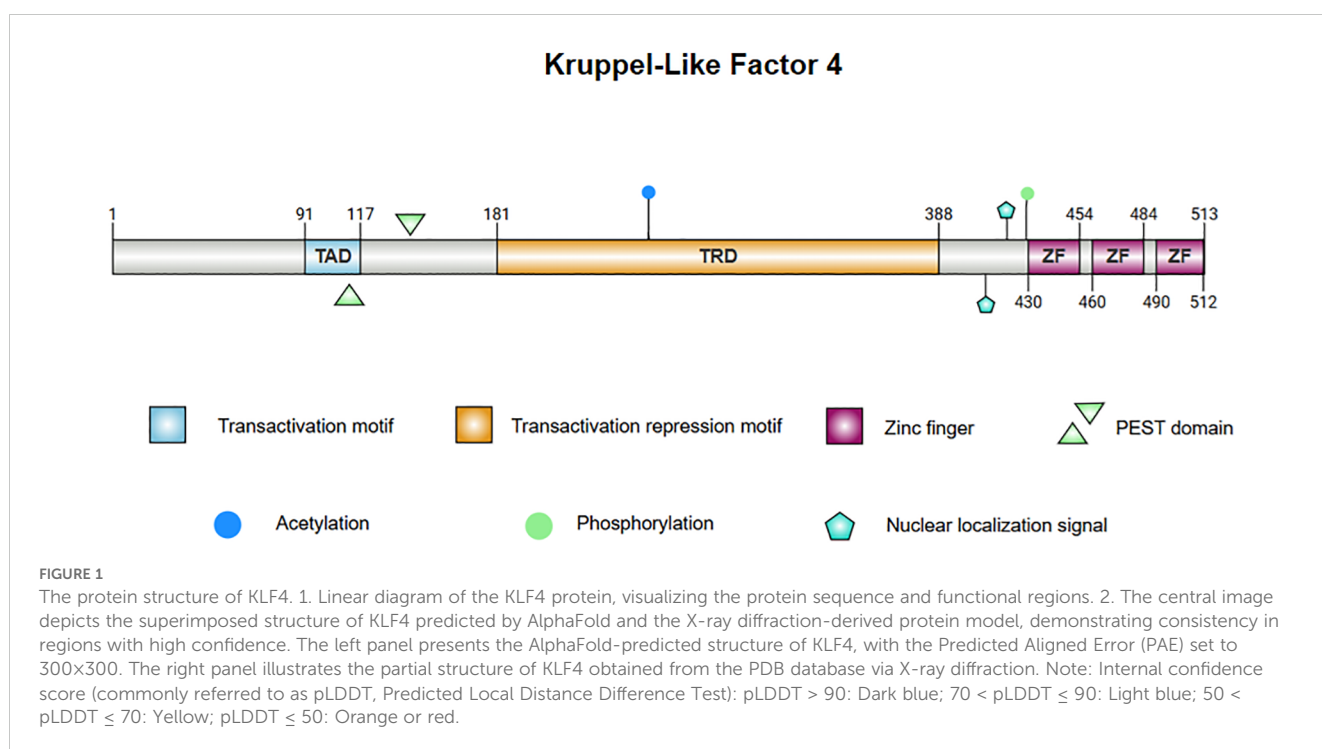 Kruppel-Like Factor 4
1 91 117 181 388 454 484 513
TAD TRD ZF ZF ZF
430 460 490 512
Transactivation motif Transactivation repression motif Zinc finger PEST domain
Acetylation Phosphorylation Nuclear localization signal
FIGURE 1
The protein structure of KLF4. 1. Linear diagram of the KLF4 protein, visualizing the protein sequence and functional regions. 2. The central image
depicts the superimposed structure of KLF4 predicted by AlphaFold and the X-ray diffraction-derived protein model, demonstrating consistency in
regions with high confidence. The left panel presents the AlphaFold-predicted structure of KLF4, with the Predicted Aligned Error (PAE) set to
300×300. The right panel illustrates the partial structure of KLF4 obtained from the PDB database via X-ray diffraction. Note: Internal confidence
score (commonly referred to as pLDDT, Predicted Local Distance Difference Test): pLDDT > 90: Dark blue; 70 < pLDDT ≤ 90: Light blue; 50 <
pLDDT ≤ 70: Yellow; pLDDT ≤ 50: Orange or red.